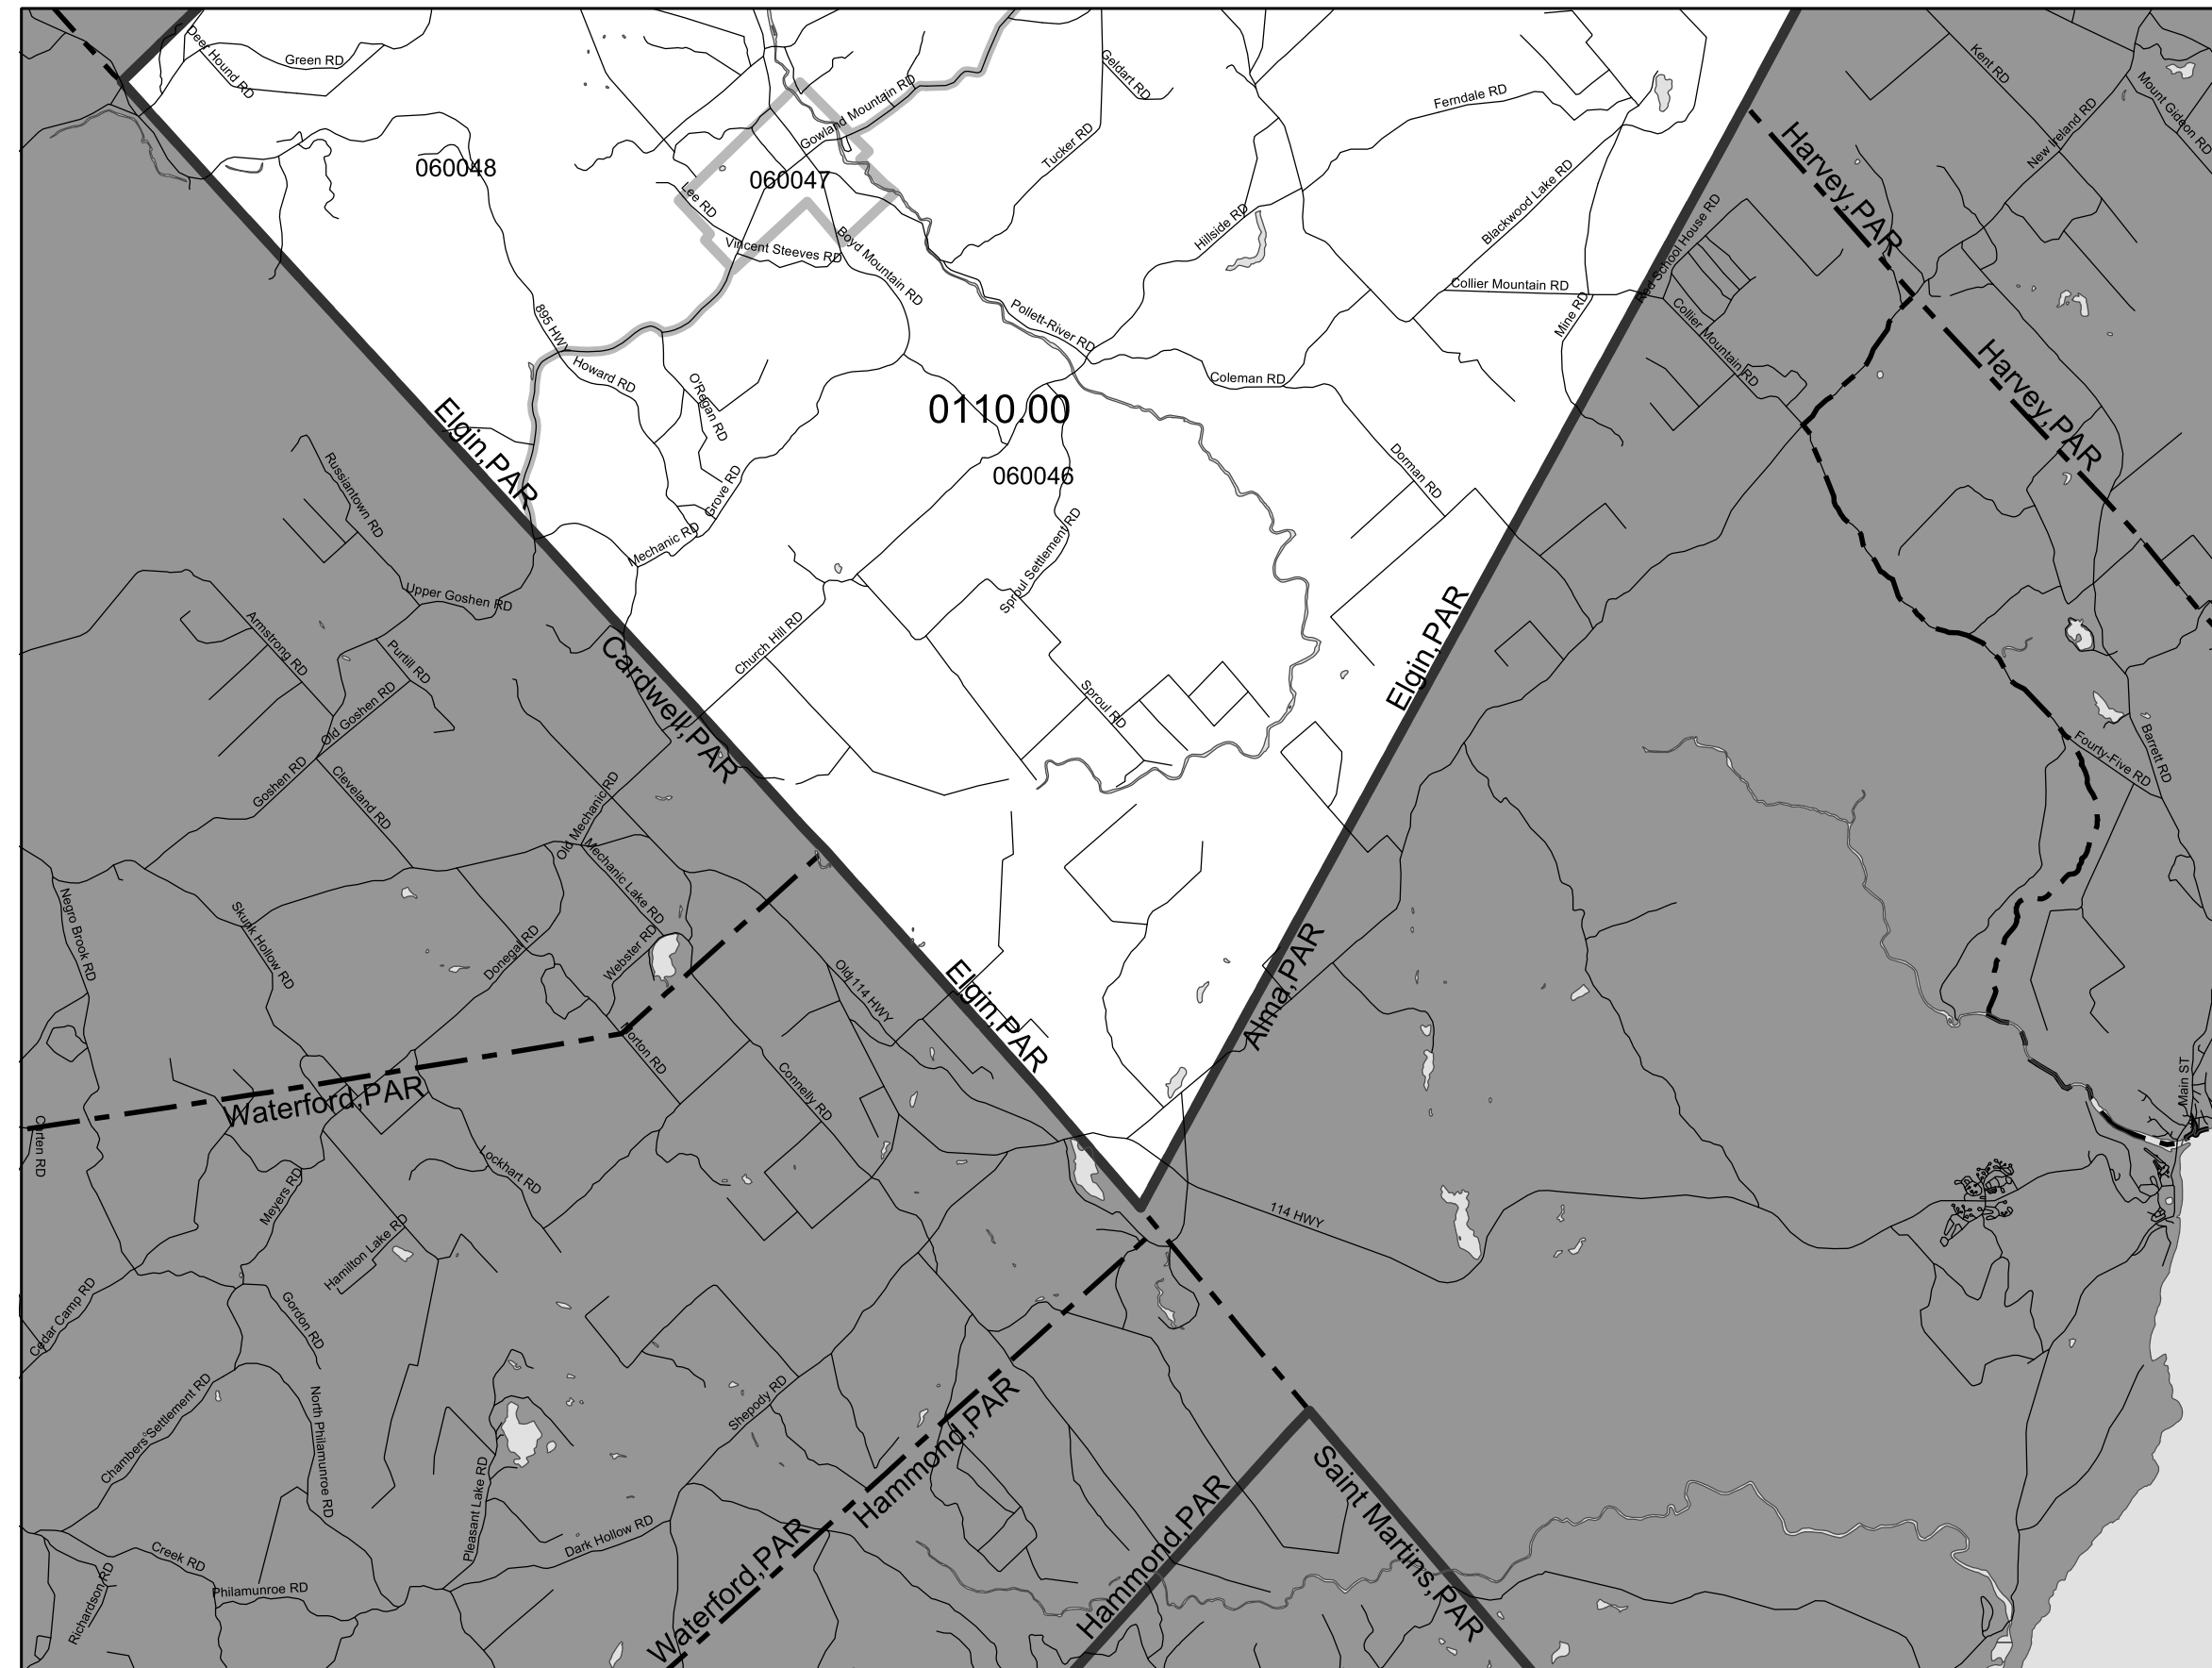 Deer Hound RD
Green RD
Geldart RD
Kent RD
Mount Gideon RD
Ferndale RD
Gowland Mountain RD
New Ireland RD
Tucker RD
Harvey,PAR
060048
060047
Lee RD
Blackwood Lake RD
Hillside RD
Red School House RD
Vincent Steeves RD
Boyd Mountain RD
Collier Mountain RD
Mine RD
Pollett-River RD
895 HWY
Collier Mountain RD
Harvey,PAR
Howard RD
O'Regan RD
Coleman RD
0110.00
Elgin,PAR
060046
Dorman RD
Russiantown RD
Grove RD
Mechanic RD
Sproul Settlement RD
Upper Goshen RD
Armstrong RD
Church Hill RD
Elgin,PAR
Purtill RD
Cardwell,PAR
Old Goshen RD
Sproul RD
Goshen RD
Cleveland RD
Fourty-Five RD
Barrett RD
Old Mechanic RD
Mechanic Lake RD
Negro Brook RD
Skunk Hollow RD
Donegal RD
Webster RD
Old 114 HWY
Elgin,PAR
Alma,PAR
Horton RD
Connelly RD
Main ST
Waterford,PAR
Lockhart RD
Meyers RD
Hamilton Lake RD
114 HWY
Cedar Camp RD
Gordon RD
Chambers Settlement RD
North Philamunroe RD
Shepody RD
Hammond,PAR
Pleasant Lake RD
Dark Hollow RD
Saint Martins,PAR
Hammond,PAR
Waterford,PAR
Creek RD
Richardson RD
Philamunroe RD